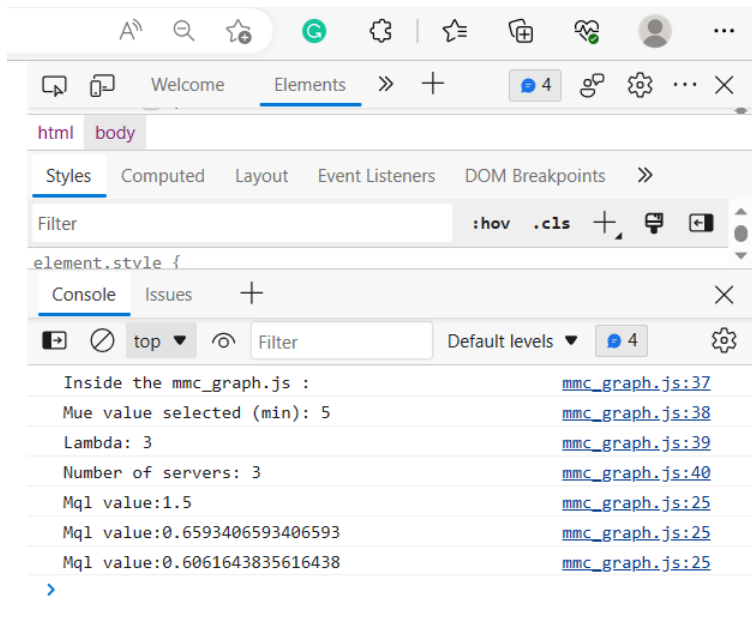 Welcome Elements 4
html body
Styles Computed Layout Event Listeners DOM Breakpoints
Filter :hov .cls
element.style {
Console Issues
top Filter Default levels 4
Inside the mmc_graph.js : mmc_graph.js:37
Mue value selected (min): 5 mmc_graph.js:38
Lambda: 3 mmc_graph.js:39
Number of servers: 3 mmc_graph.js:40
Mql value:1.5 mmc_graph.js:25
Mql value:0.6593406593406593 mmc_graph.js:25
Mql value:0.6061643835616438 mmc_graph.js:25